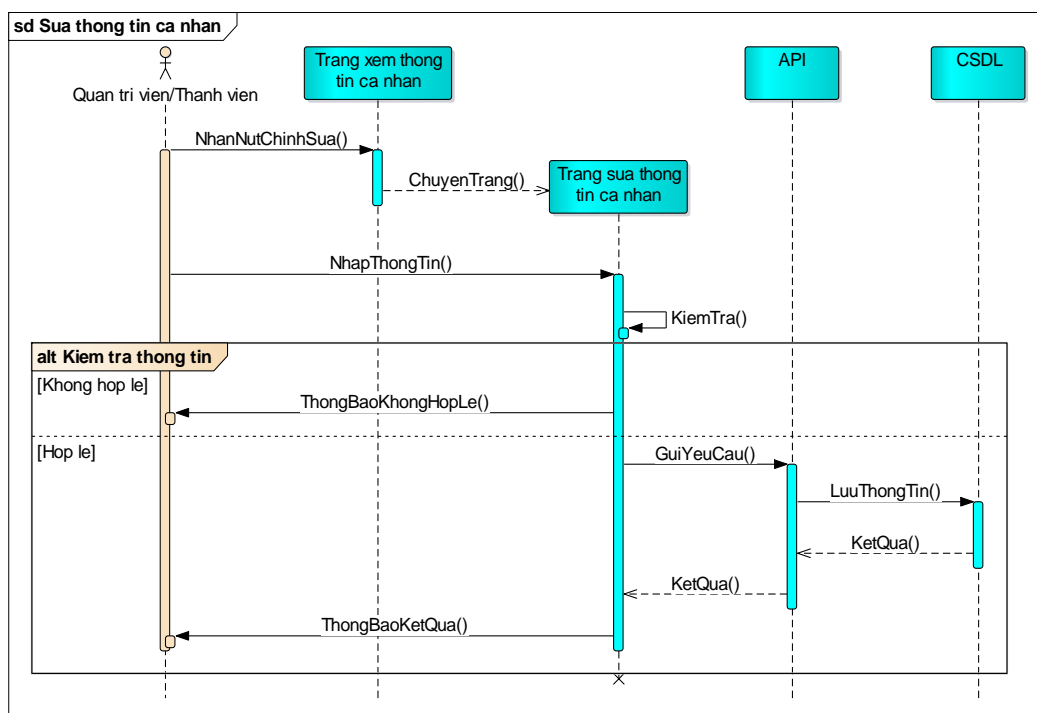 sd Sua thong tin ca nhan
Quan tri vien/Thanh vien
Trang xem thong
tin ca nhan
API
CSDL
NhanNutChinhSua()
ChuyenTrang()
Trang sua thong
tin ca nhan
NhapThongTin()
KiemTra()
alt Kiem tra thong tin
[Khong hop le]
ThongBaoKhongHopLe()
[Hop le]
GuiYeuCau()
LuuThongTin()
KetQua()
KetQua()
ThongBaoKetQua()